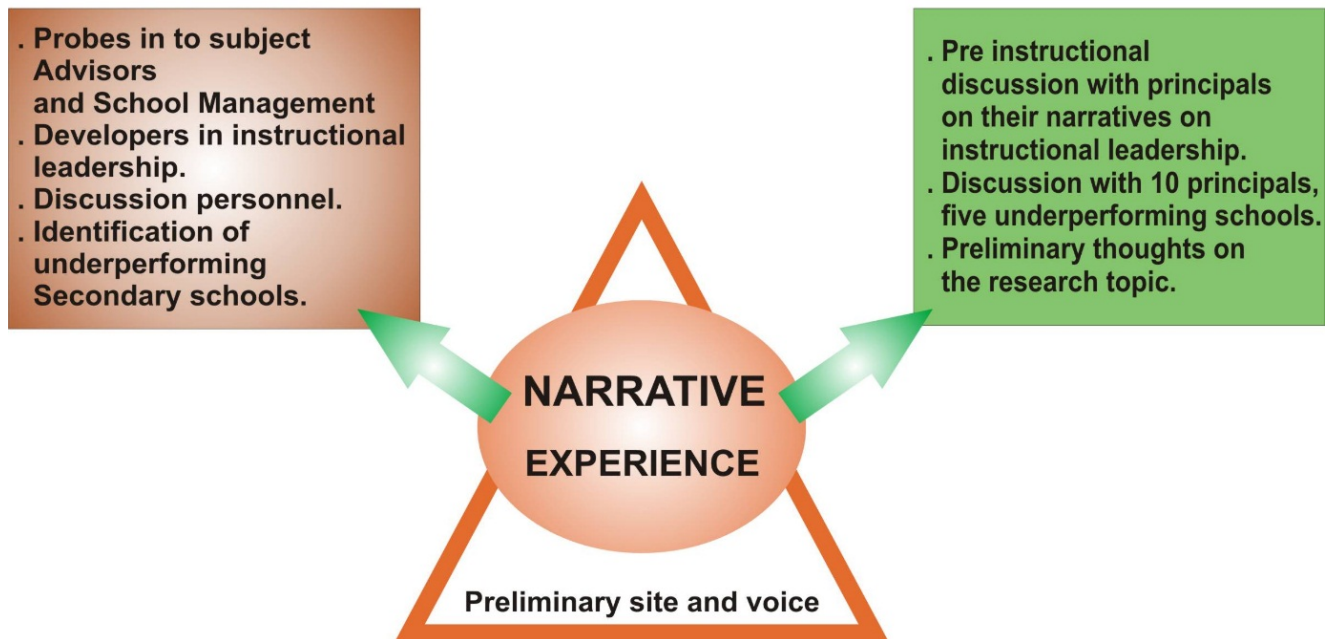 . Probes in to subject
Advisors
and School Management
. Developers in instructional
leadership.
. Discussion personnel.
. Identification of
underperforming
Secondary schools.
. Pre instructional
discussion with principals
on their narratives on
instructional leadership.
. Discussion with 10 principals,
five underperforming schools.
. Preliminary thoughts on
the research topic.
NARRATIVE
EXPERIENCE
Preliminary site and voice